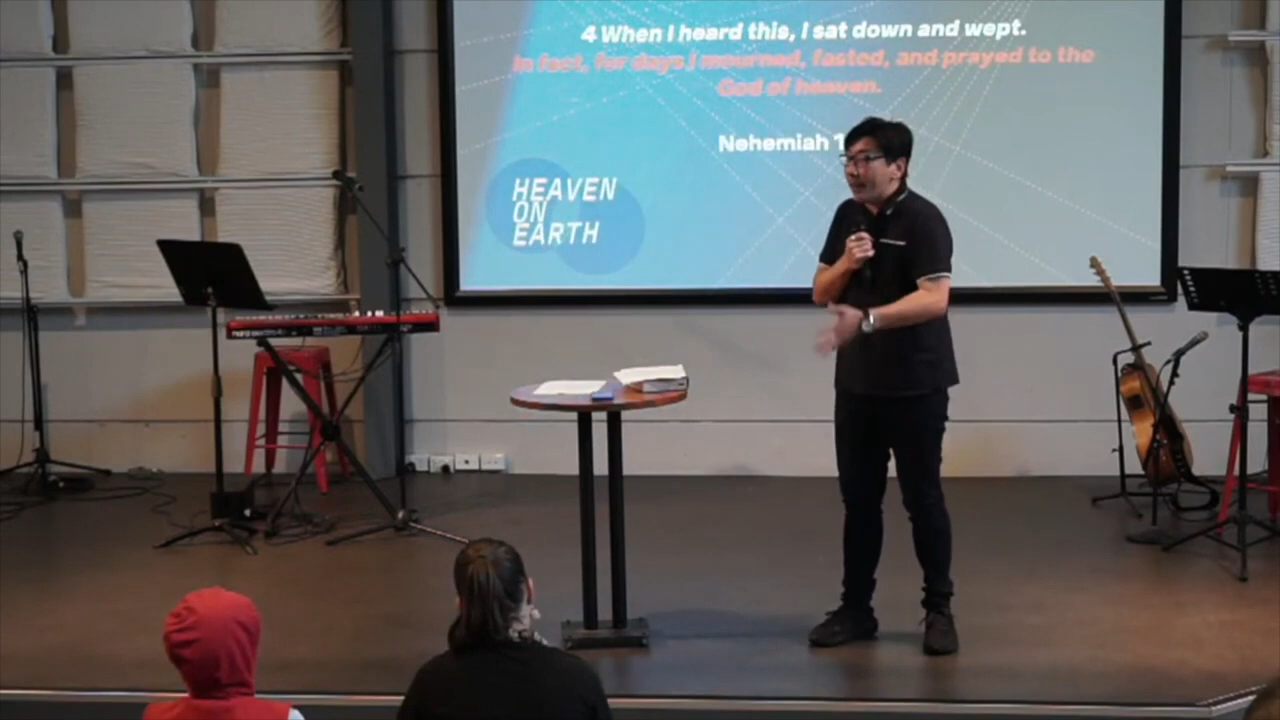 4 When I heard this, I sat down and wept.
In fact, for days I mourned, fasted, and prayed to the
God of heaven.
Nehemiah 1
HEAVEN
ON
EARTH